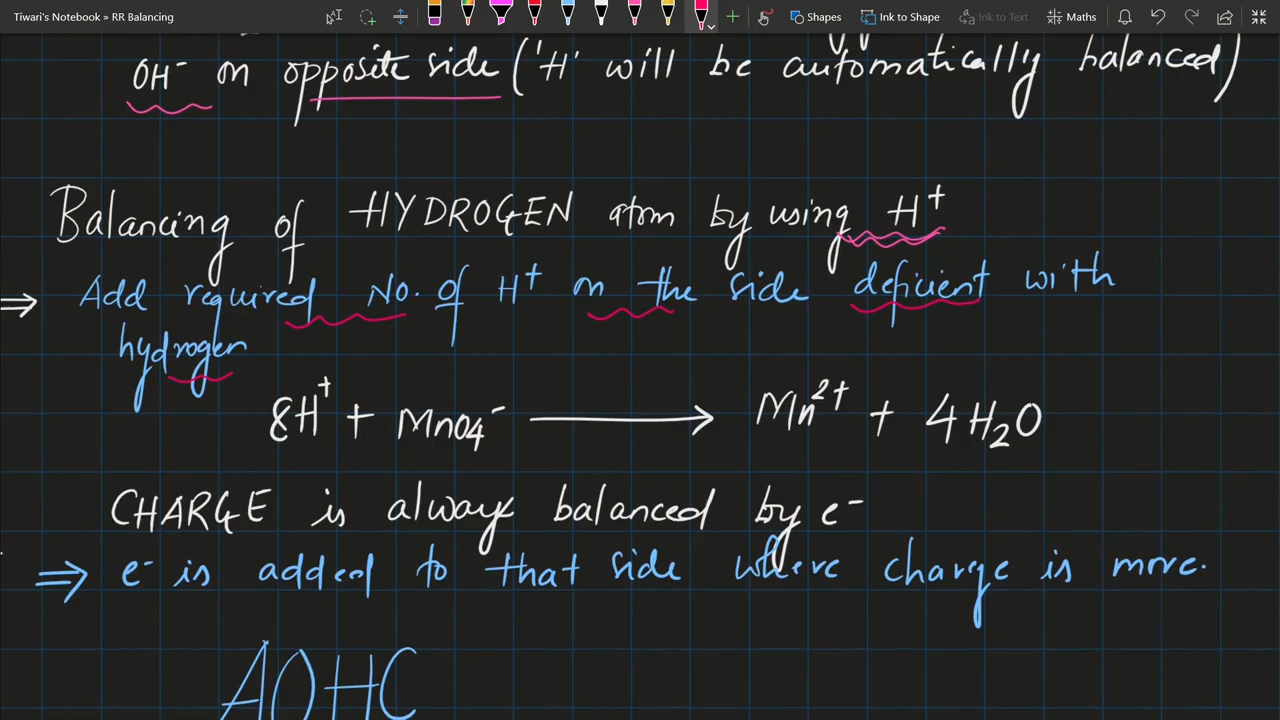 Tiwari's Notebook » RR Balancing
Shapes Ink to Shape Ink to Text Maths
OH⁻ on opposite side ('H' will be automatically balanced)
Balancing of HYDROGEN atom by using H⁺
⇒ Add required No. of H⁺ on the side deficient with
hydrogen
8H⁺ + MnO4⁻ ⟶ Mn²⁺ + 4H₂O
CHARGE is always balanced by e⁻
⇒ e⁻ is added to that side where charge is more.
AOHC